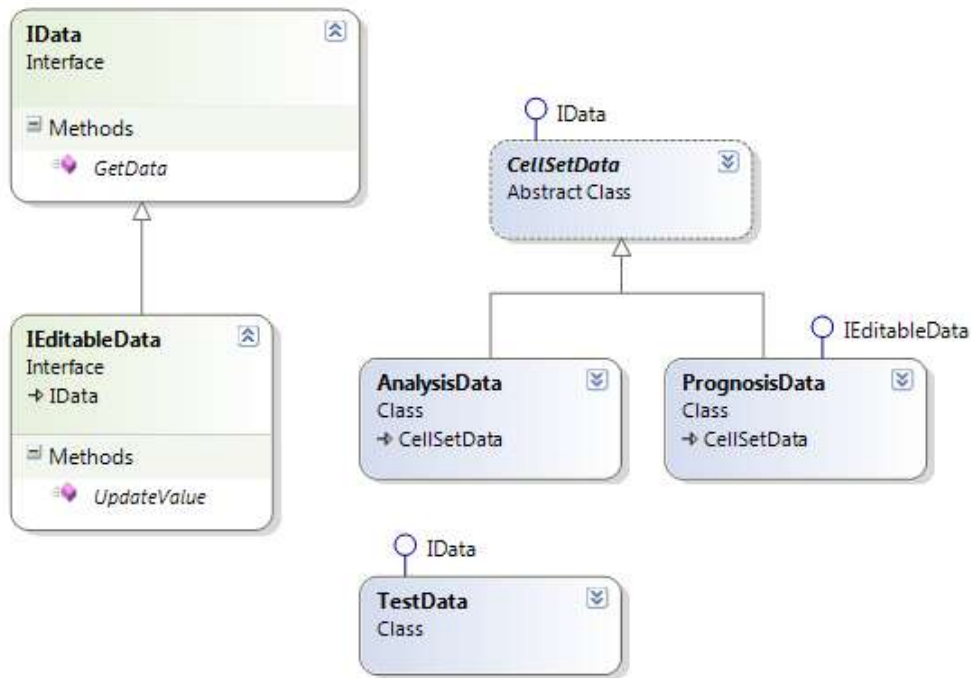 IData
Interface
Methods
GetData
IEditableData
Interface
IData
Methods
UpdateValue
IData
CellSetData
Abstract Class
AnalysisData
Class
CellSetData
IEditableData
PrognosisData
Class
CellSetData
IData
TestData
Class